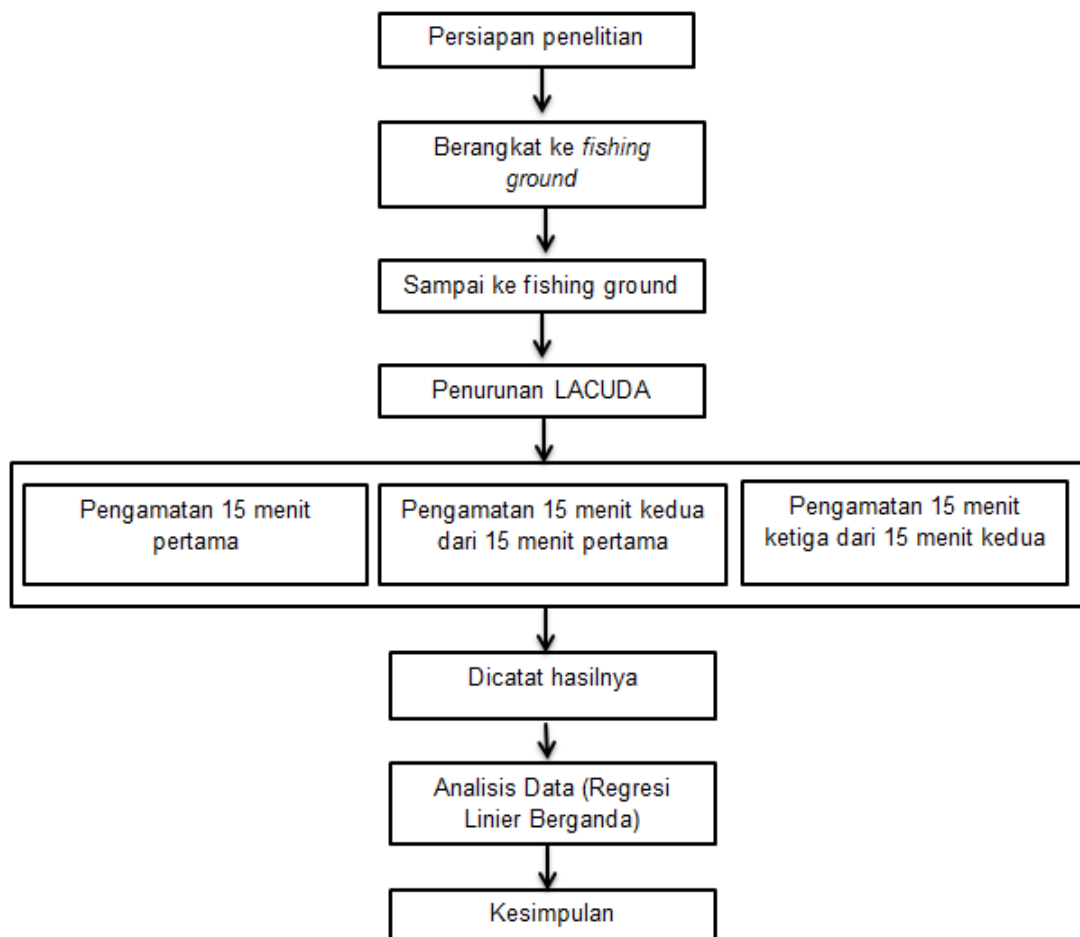 Persiapan penelitian
Berangkat ke fishing
ground
Sampai ke fishing ground
Penurunan LACUDA
Pengamatan 15 menit
pertama
Pengamatan 15 menit kedua
dari 15 menit pertama
Pengamatan 15 menit
ketiga dari 15 menit kedua
Dicatat hasilnya
Analisis Data (Regresi
Linier Berganda)
Kesimpulan